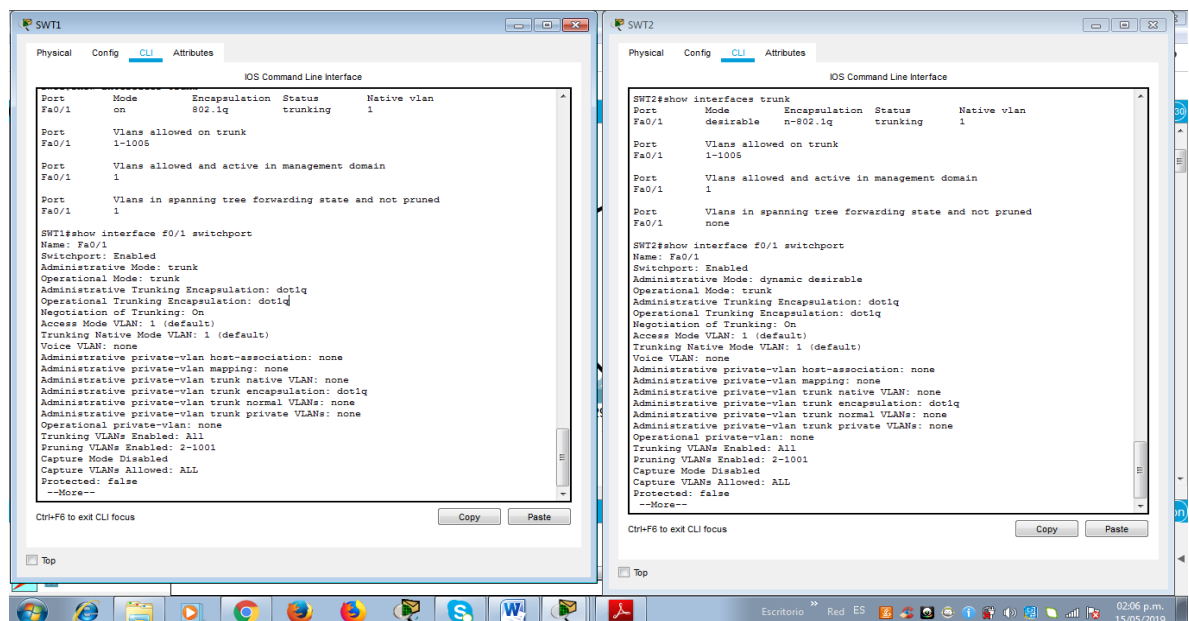 SWT1
Physical Config CLI Attributes
IOS Command Line Interface
Port Mode Encapsulation Status Native vlan
Fa0/1 on 802.1q trunking 1
Port Vlans allowed on trunk
Fa0/1 1-1005
Port Vlans allowed and active in management domain
Fa0/1 1
Port Vlans in spanning tree forwarding state and not pruned
Fa0/1 1
SWT1#show interface f0/1 switchport
Name: Fa0/1
Switchport: Enabled
Administrative Mode: trunk
Operational Mode: trunk
Administrative Trunking Encapsulation: dot1q
Operational Trunking Encapsulation: dot1q
Negotiation of Trunking: On
Access Mode VLAN: 1 (default)
Trunking Native Mode VLAN: 1 (default)
Voice VLAN: none
Administrative private-vlan host-association: none
Administrative private-vlan mapping: none
Administrative private-vlan trunk native VLAN: none
Administrative private-vlan trunk encapsulation: dot1q
Administrative private-vlan trunk normal VLANs: none
Administrative private-vlan trunk private VLANs: none
Operational private-vlan: none
Trunking VLANs Enabled: All
Pruning VLANs Enabled: 2-1001
Capture Mode Disabled
Capture VLANs Allowed: ALL
Protected: false
--More--
Ctrl+F6 to exit CLI focus
Copy Paste
Top
SWT2
Physical Config CLI Attributes
IOS Command Line Interface
SWT2#show interfaces trunk
Port Mode Encapsulation Status Native vlan
Fa0/1 desirable n-802.1q trunking 1
Port Vlans allowed on trunk
Fa0/1 1-1005
Port Vlans allowed and active in management domain
Fa0/1 1
Port Vlans in spanning tree forwarding state and not pruned
Fa0/1 none
SWT2#show interface f0/1 switchport
Name: Fa0/1
Switchport: Enabled
Administrative Mode: dynamic desirable
Operational Mode: trunk
Administrative Trunking Encapsulation: dot1q
Operational Trunking Encapsulation: dot1q
Negotiation of Trunking: On
Access Mode VLAN: 1 (default)
Trunking Native Mode VLAN: 1 (default)
Voice VLAN: none
Administrative private-vlan host-association: none
Administrative private-vlan mapping: none
Administrative private-vlan trunk native VLAN: none
Administrative private-vlan trunk encapsulation: dot1q
Administrative private-vlan trunk normal VLANs: none
Administrative private-vlan trunk private VLANs: none
Operational private-vlan: none
Trunking VLANs Enabled: All
Pruning VLANs Enabled: 2-1001
Capture Mode Disabled
Capture VLANs Allowed: ALL
Protected: false
--More--
Ctrl+F6 to exit CLI focus
Copy Paste
Top
Escritorio » Red ES 02:06 p.m.
15/05/2019